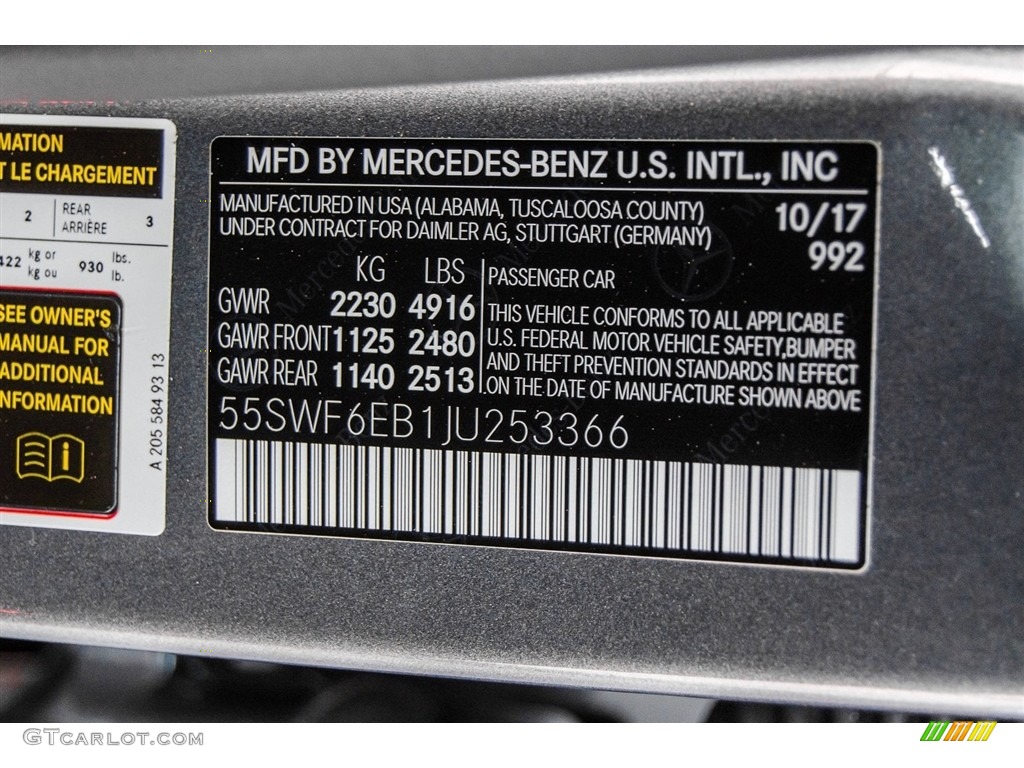 MATION
T LE CHARGEMENT
2 REAR ARRIÈRE 3
422 kg or kg ou 930 lbs. lb.
SEE OWNER'S
MANUAL FOR
ADDITIONAL
INFORMATION
A 205 584 93 13
MFD BY MERCEDES-BENZ U.S. INTL., INC
MANUFACTURED IN USA (ALABAMA, TUSCALOOSA COUNTY) 10/17
UNDER CONTRACT FOR DAIMLER AG, STUTTGART (GERMANY) 992
KG LBS
GWR 2230 4916
GAWR FRONT 1125 2480
GAWR REAR 1140 2513
PASSENGER CAR
THIS VEHICLE CONFORMS TO ALL APPLICABLE
U.S. FEDERAL MOTOR VEHICLE SAFETY,BUMPER
AND THEFT PREVENTION STANDARDS IN EFFECT
ON THE DATE OF MANUFACTURE SHOWN ABOVE
55SWF6EB1JU253366
GTcarlot.com